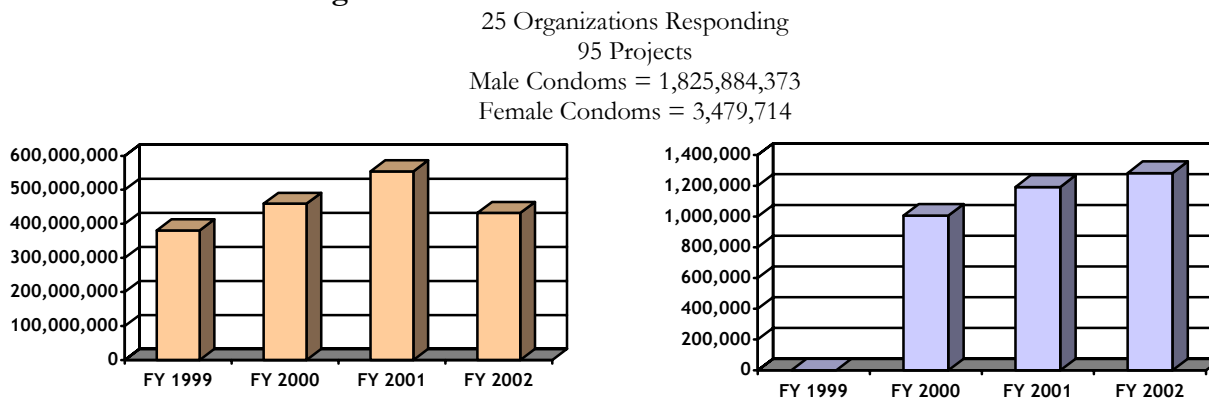 25 Organizations Responding
95 Projects
Male Condoms = 1,825,884,373
Female Condoms = 3,479,714
600,000,000
500,000,000
400,000,000
300,000,000
200,000,000
100,000,000
0
FY 1999 FY 2000 FY 2001 FY 2002
1,400,000
1,200,000
1,000,000
800,000
600,000
400,000
200,000
0
FY 1999 FY 2000 FY 2001 FY 2002